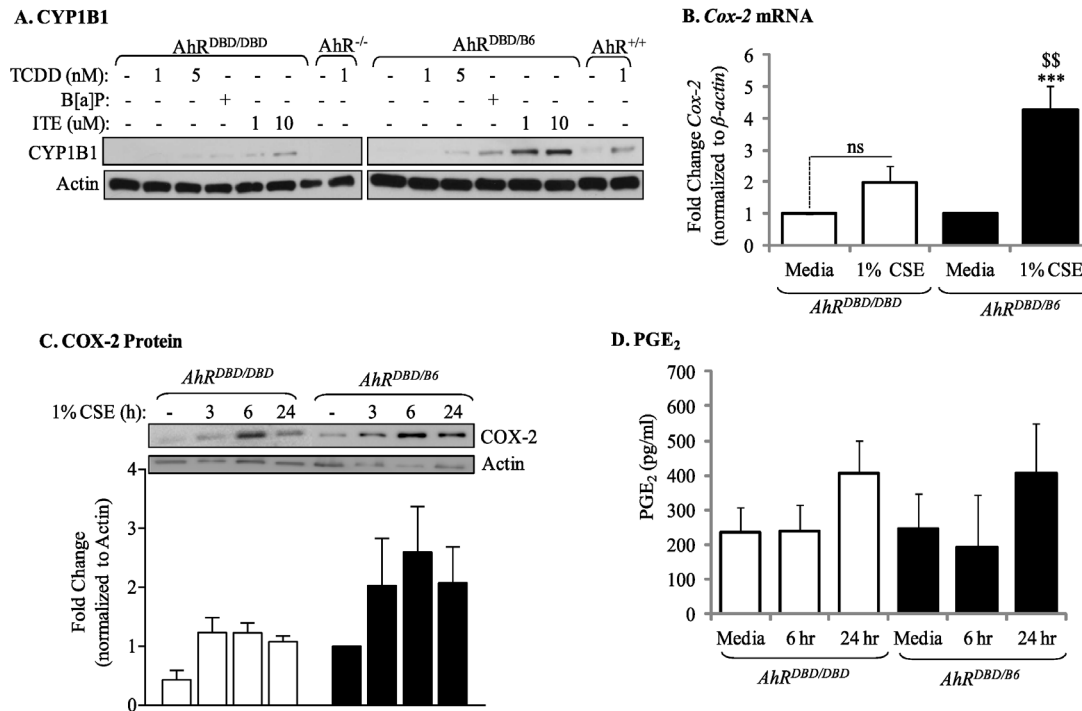 A. CYP1B1
AhR^DBD/DBD AhR^-/- AhR^DBD/B6 AhR^+/+
TCDD (nM): - 1 5 - - - - 1 - 1 5 - - - - 1
B[a]P: - - - + - - - - - - - + - - - -
ITE (uM) - - - - 1 10 - - - - - - 1 10 - -
CYP1B1
Actin
B. Cox-2 mRNA
Fold Change Cox-2
(normalized to β-actin)
6
5
4
3
2
1
0
ns
$$
***
Media 1% CSE Media 1% CSE
AhR^DBD/DBD AhR^DBD/B6
C. COX-2 Protein
AhR^DBD/DBD AhR^DBD/B6
1% CSE (h): - 3 6 24 - 3 6 24
COX-2
Actin
Fold Change
(normalized to Actin)
4
3
2
1
0
D. PGE2
PGE2 (pg/ml)
700
600
500
400
300
200
100
0
Media 6 hr 24 hr Media 6 hr 24 hr
AhR^DBD/DBD AhR^DBD/B6